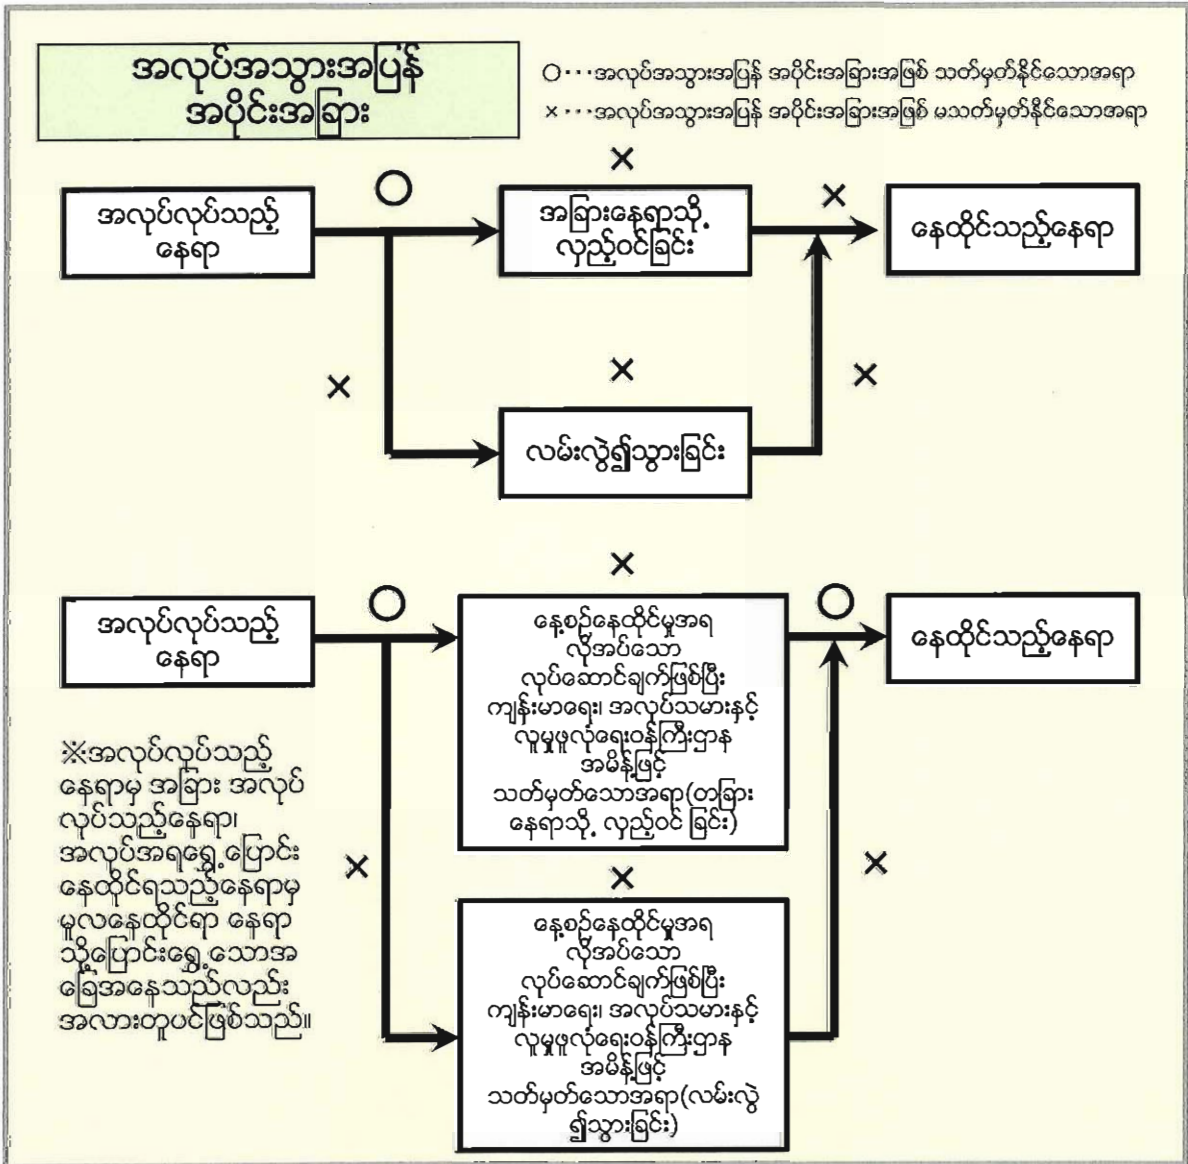 အလုပ်အသွားအပြန်
အပိုင်းအခြား
○･･･အလုပ်အသွားအပြန် အပိုင်းအခြားအဖြစ် သတ်မှတ်နိုင်သောအရာ
×･･･အလုပ်အသွားအပြန် အပိုင်းအခြားအဖြစ် မသတ်မှတ်နိုင်သောအရာ
×
○
×
အလုပ်လုပ်သည့်
နေရာ
အခြားနေရာသို့
လှည့်ဝင်ခြင်း
နေထိုင်သည့်နေရာ
×
×
×
လမ်းလွဲ၍သွားခြင်း
×
○
○
အလုပ်လုပ်သည့်
နေရာ
နေ့စဉ်နေထိုင်မှုအရ
လိုအပ်သော
လုပ်ဆောင်ချက်ဖြစ်ပြီး
ကျန်းမာရေး၊ အလုပ်သမားနှင့်
လူမှုဖူလုံရေးဝန်ကြီးဌာန
အမိန့်ဖြင့်
သတ်မှတ်သောအရာ(တခြား
နေရာသို့ လှည့်ဝင် ခြင်း)
နေထိုင်သည့်နေရာ
※အလုပ်လုပ်သည့်
နေရာမှ အခြား အလုပ်
လုပ်သည့်နေရာ၊
အလုပ်အရရွှေ့ပြောင်း
နေထိုင်ရသည့်နေရာမှ
မူလနေထိုင်ရာ နေရာ
သို့ပြောင်းရွှေ့သောအ
ခြေအနေသည်လည်း
အလားတူပင်ဖြစ်သည်။
×
×
×
နေ့စဉ်နေထိုင်မှုအရ
လိုအပ်သော
လုပ်ဆောင်ချက်ဖြစ်ပြီး
ကျန်းမာရေး၊ အလုပ်သမားနှင့်
လူမှုဖူလုံရေးဝန်ကြီးဌာန
အမိန့်ဖြင့်
သတ်မှတ်သောအရာ(လမ်းလွဲ
၍သွားခြင်း)